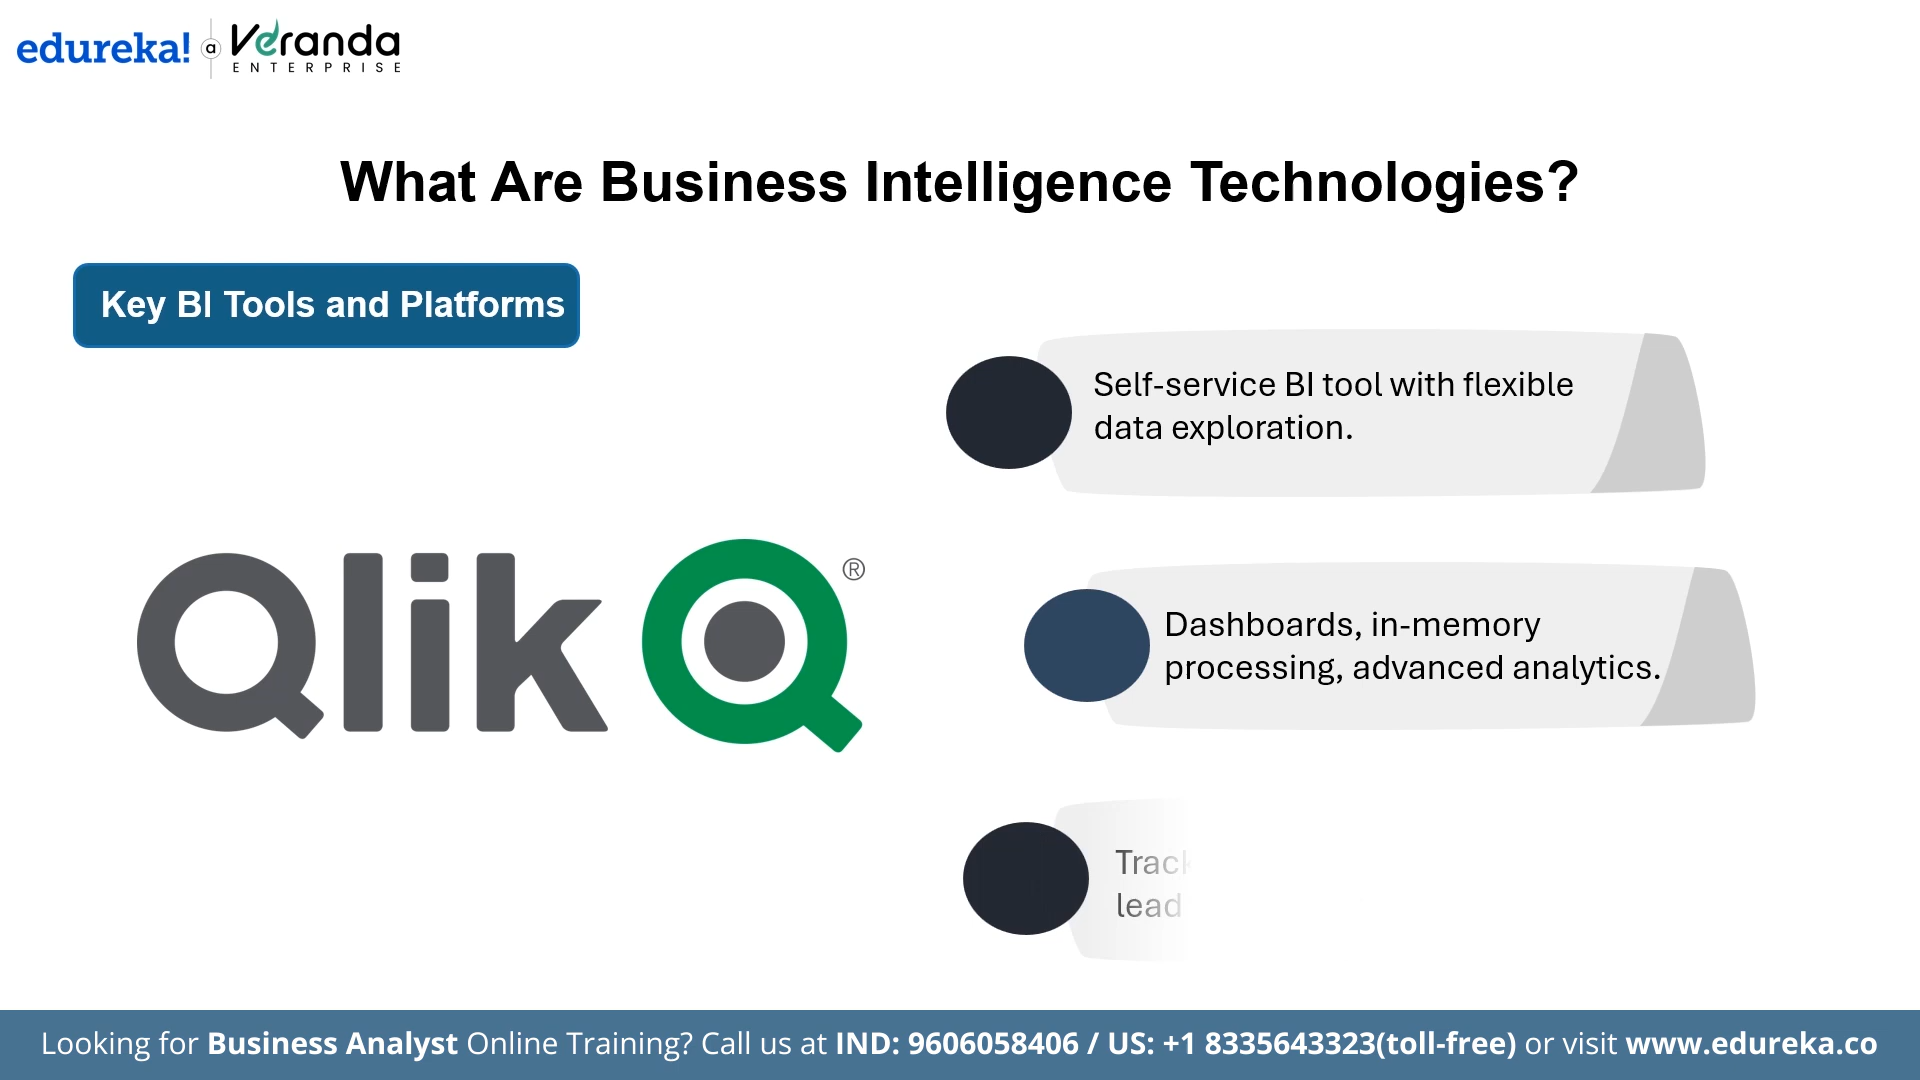 edureka! a Veranda
ENTERPRISE
What Are Business Intelligence Technologies?
Key BI Tools and Platforms
Self-service BI tool with flexible
data exploration.
Qlik
®
Dashboards, in-memory
processing, advanced analytics.
lead
Looking for Business Analyst Online Training? Call us at IND: 9606058406 / US: +1 8335643323(toll-free) or visit www.edureka.co